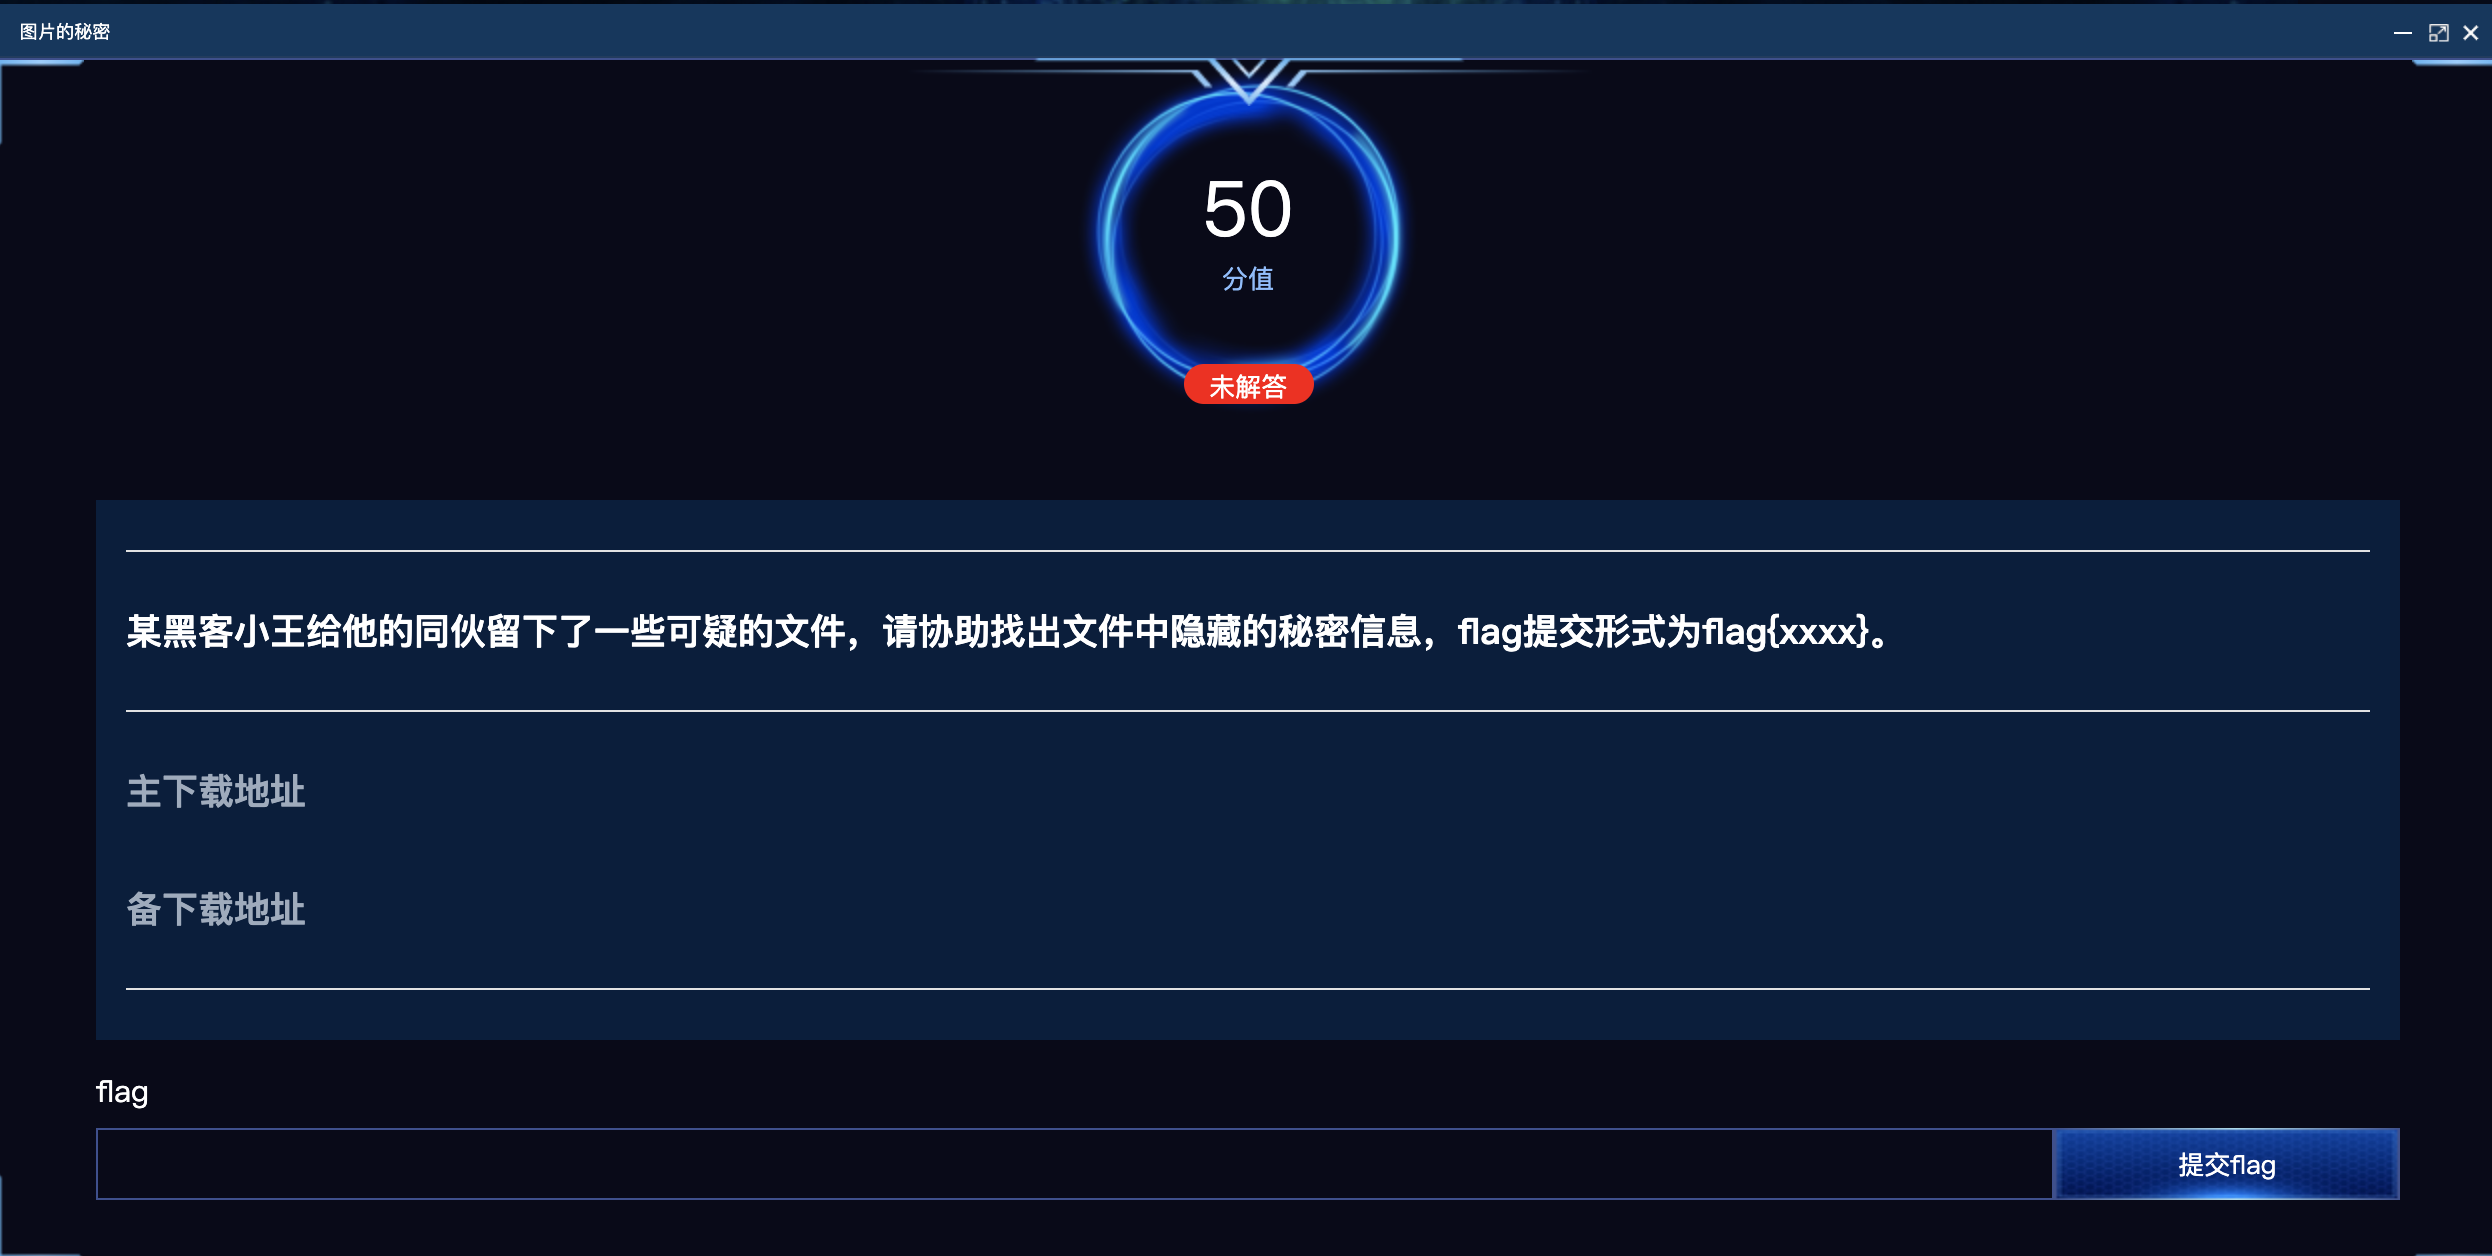 图片的秘密
50
分值
未解答
某黑客小王给他的同伙留下了一些可疑的文件，请协助找出文件中隐藏的秘密信息，flag提交形式为flag{xxxx}。
主下载地址
备下载地址
flag
提交flag